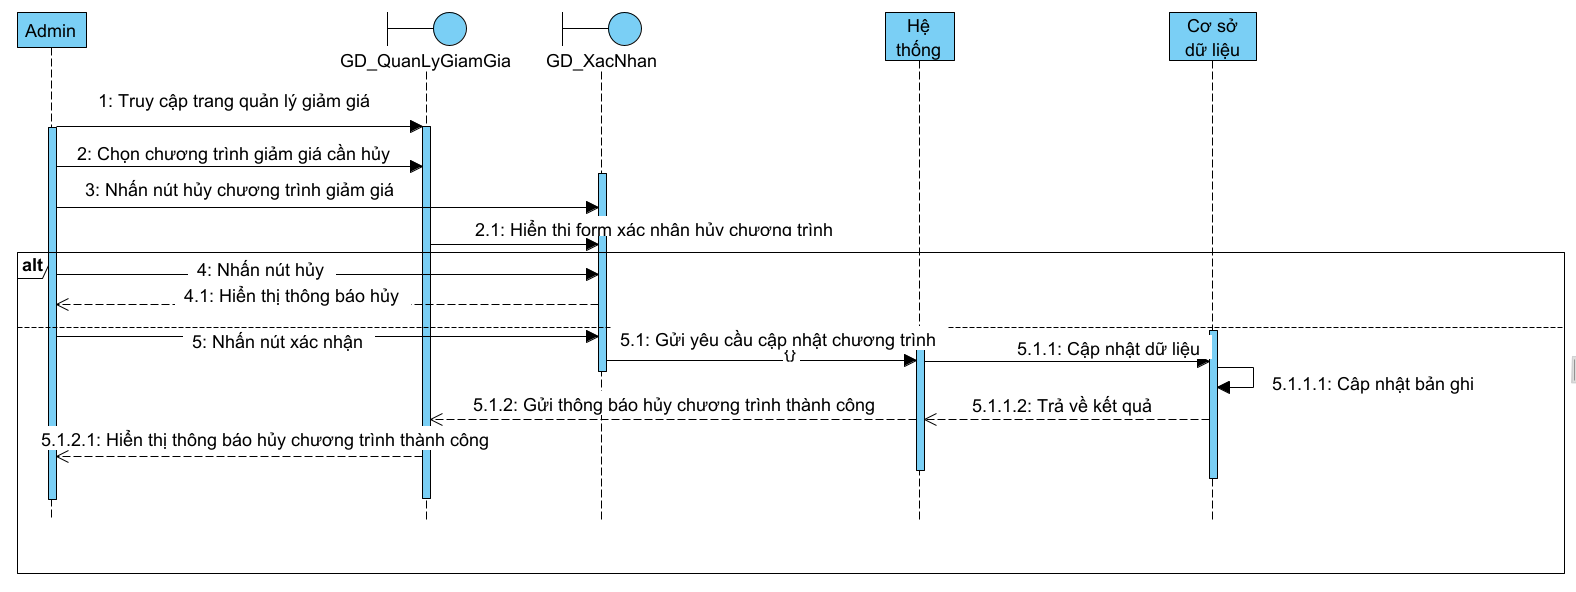 Admin
GD_QuanLyGiamGia
GD_XacNhan
Hệ
thống
Cơ sở
dữ liệu
1: Truy cập trang quản lý giảm giá
2: Chọn chương trình giảm giá cần hủy
3: Nhấn nút hủy chương trình giảm giá
2.1: Hiển thị form xác nhận hủy chương trình
alt
4: Nhấn nút hủy
4.1: Hiển thị thông báo hủy
5: Nhấn nút xác nhận
5.1: Gửi yêu cầu cập nhật chương trình
{}
5.1.1: Cập nhật dữ liệu
5.1.1.1: Cập nhật bản ghi
5.1.2: Gửi thông báo hủy chương trình thành công
5.1.1.2: Trả về kết quả
5.1.2.1: Hiển thị thông báo hủy chương trình thành công